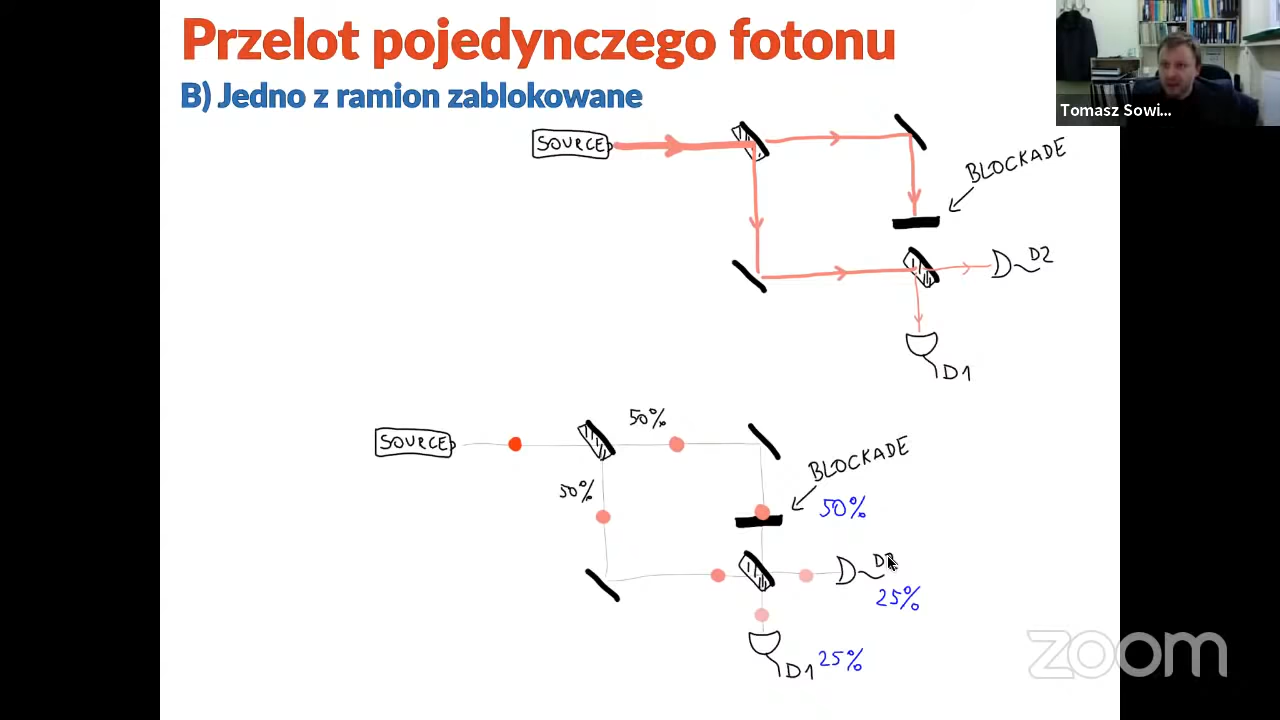 Przelot pojedynczego fotonu
B) Jedno z ramion zablokowane
Tomasz Sowi...
SOURCE
BLOCKADE
D2
D1
50%
SOURCE
50%
BLOCKADE
50%
D2
25%
D1 25%
zoom